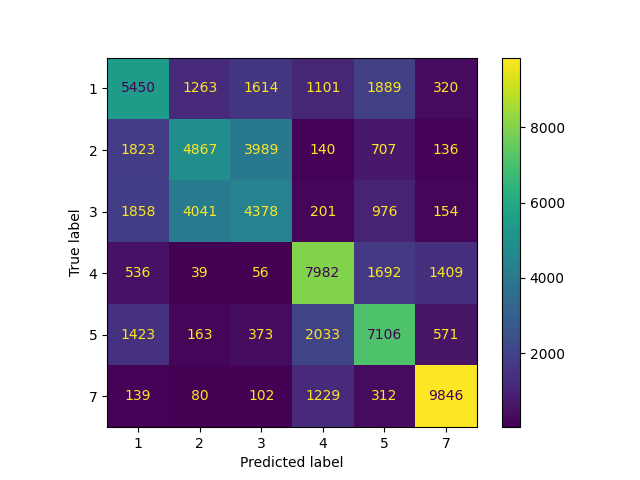 1 5450 1263 1614 1101 1889 320
8000
2 1823 4867 3989 140 707 136
6000
3 1858 4041 4378 201 976 154
True label
4 536 39 56 7982 1692 1409
4000
5 1423 163 373 2033 7106 571
2000
7 139 80 102 1229 312 9846
1 2 3 4 5 7
Predicted label